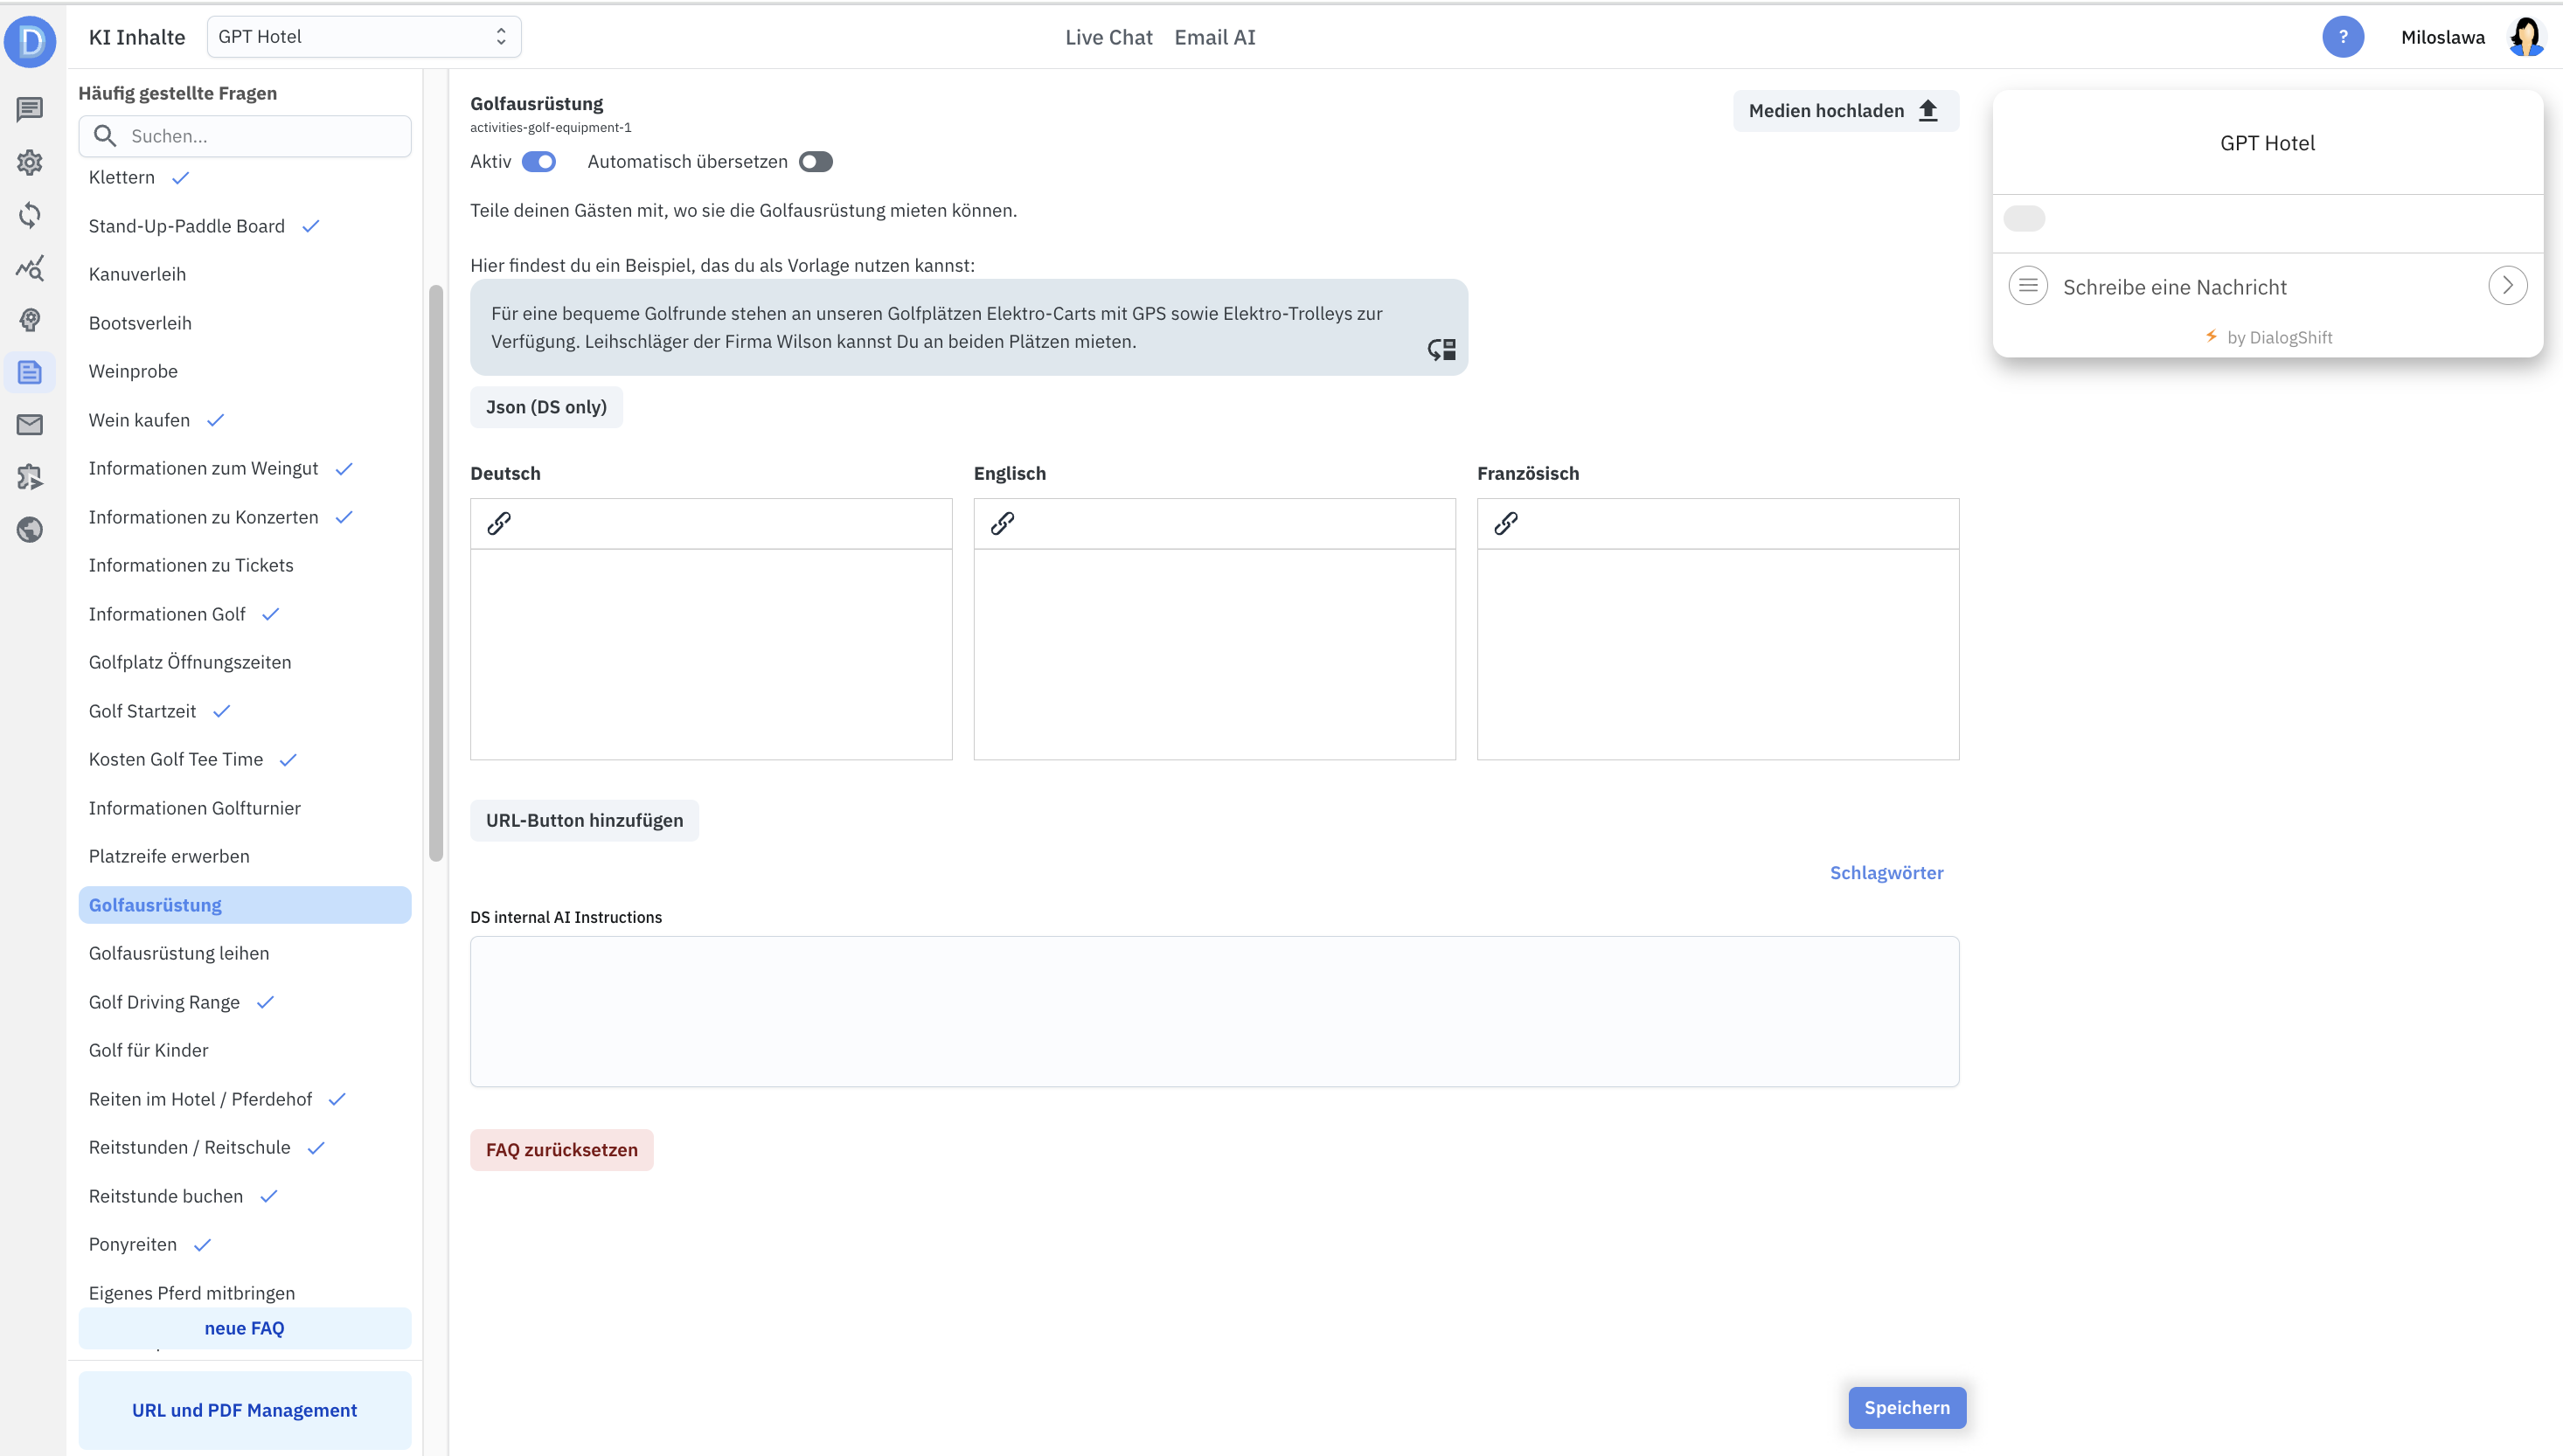 D
KI Inhalte
GPT Hotel
Live Chat
Email AI
?
Miloslawa
Häufig gestellte Fragen
Suchen...
Klettern
Stand-Up-Paddle Board
Kanuverleih
Bootsverleih
Weinprobe
Wein kaufen
Informationen zum Weingut
Informationen zu Konzerten
Informationen zu Tickets
Informationen Golf
Golfplatz Öffnungszeiten
Golf Startzeit
Kosten Golf Tee Time
Informationen Golfturnier
Platzreife erwerben
Golfausrüstung
Golfausrüstung leihen
Golf Driving Range
Golf für Kinder
Reiten im Hotel / Pferdehof
Reitstunden / Reitschule
Reitstunde buchen
Ponyreiten
Eigenes Pferd mitbringen
neue FAQ
URL und PDF Management
Golfausrüstung
activities-golf-equipment-1
Aktiv
Automatisch übersetzen
Medien hochladen
Teile deinen Gästen mit, wo sie die Golfausrüstung mieten können.
Hier findest du ein Beispiel, das du als Vorlage nutzen kannst:
Für eine bequeme Golfrunde stehen an unseren Golfplätzen Elektro-Carts mit GPS sowie Elektro-Trolleys zur
Verfügung. Leihschläger der Firma Wilson kannst Du an beiden Plätzen mieten.
Json (DS only)
Deutsch
Englisch
Französisch
URL-Button hinzufügen
Schlagwörter
DS internal AI Instructions
FAQ zurücksetzen
Speichern
GPT Hotel
Schreibe eine Nachricht
by DialogShift